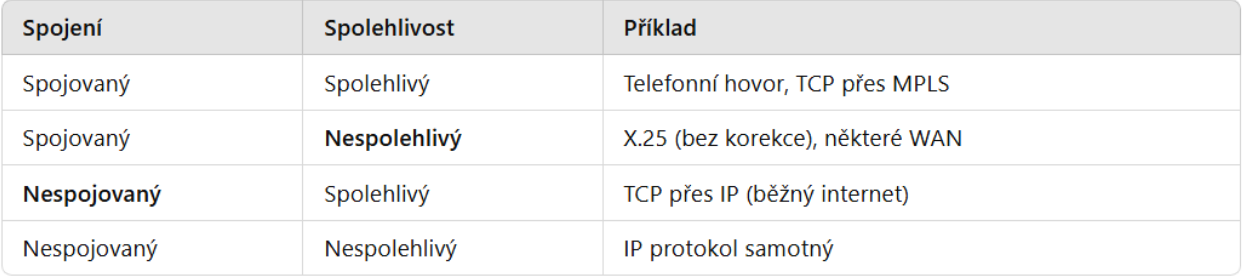 Spojení Spolehlivost Příklad
Spojovaný Spolehlivý Telefonní hovor, TCP přes MPLS
Spojovaný Nespolehlivý X.25 (bez korekce), některé WAN
Nespojovaný Spolehlivý TCP přes IP (běžný internet)
Nespojovaný Nespolehlivý IP protokol samotný